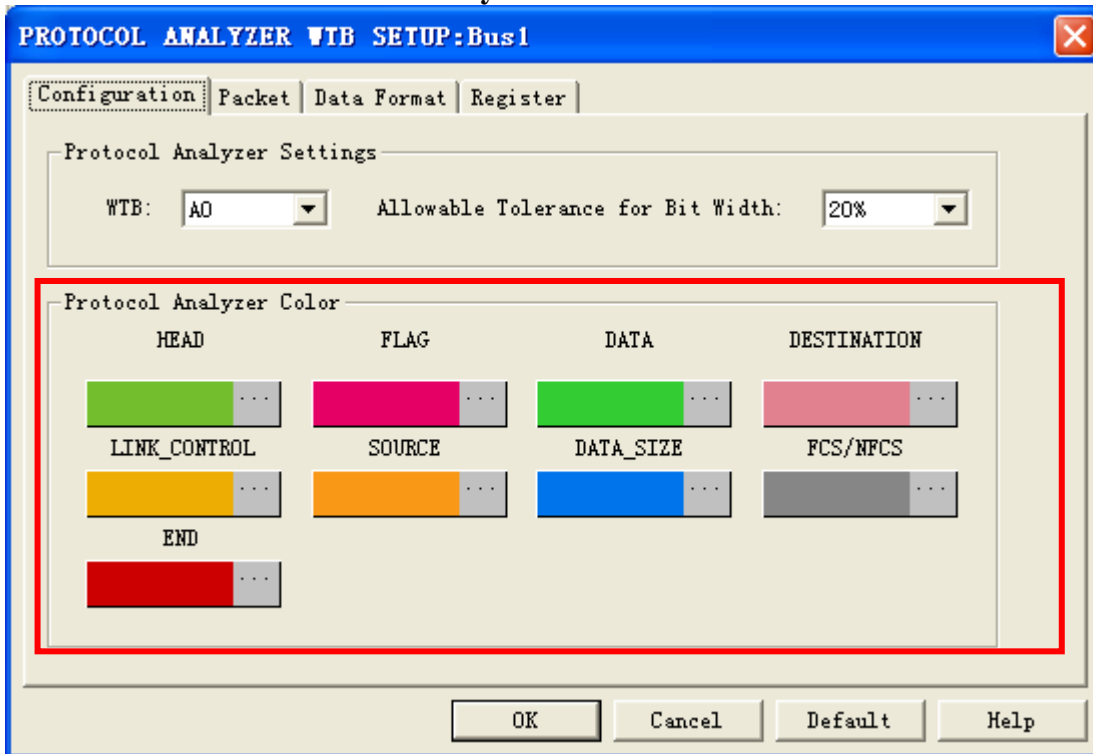 PROTOCOL ANALYZER WTB SETUP:Bus1
Configuration Packet Data Format Register
Protocol Analyzer Settings
WTB: A0 Allowable Tolerance for Bit Width: 20%
Protocol Analyzer Color
HEAD FLAG DATA DESTINATION
... ... ... ...
LINK_CONTROL SOURCE DATA_SIZE FCS/NFCS
... ... ... ...
END
...
OK Cancel Default Help